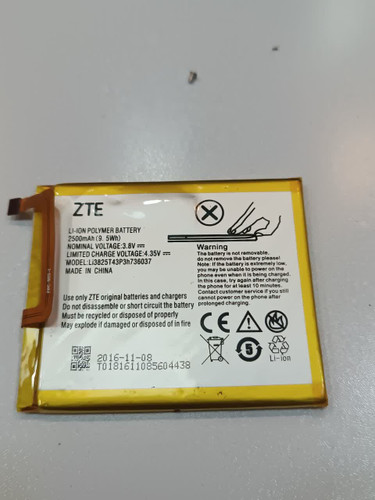 ZTE
LI-ION POLYMER BATTERY
2500mAh(9.5Wh)
NOMINAL VOLTAGE:3.8V
LIMITED CHARGE VOLTAGE:4.35V
MODEL:Li3825T43P3h736037
MADE IN CHINA
Use only ZTE original batteries and chargers
Do not disassemble or short circuit battery
Must be recycled or disposed of properly
May explode if damaged or disposed of in fire
2016-11-08
T0181611085604438
Warning
The battery is not removable,
do not remove the battery.
If the battery is extremely low,
you may be unable to power on the
phone even when it is being charged.
In this case, try again after charging
the phone for at least 10 minutes.
Contact customer service if you still
cannot power on the phone after
prolonged charging.
CE
5
Li-ion